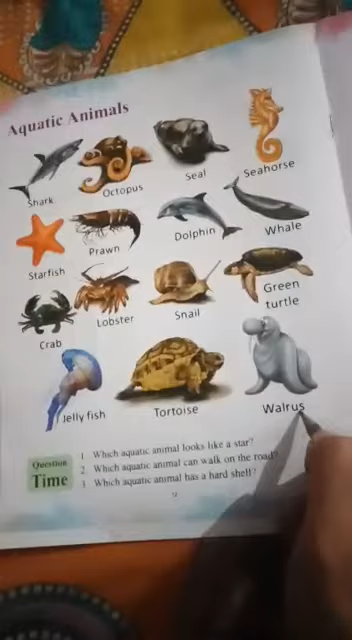 Aquatic Animals
Shark
Octopus
Seal
Seahorse
Starfish
Prawn
Dolphin
Whale
Crab
Lobster
Snail
Green
turtle
Jelly fish
Tortoise
Walrus
Question
Time
1. Which aquatic animal looks like a star?
2. Which aquatic animal can walk on the road?
3. Which aquatic animal has a hard shell?